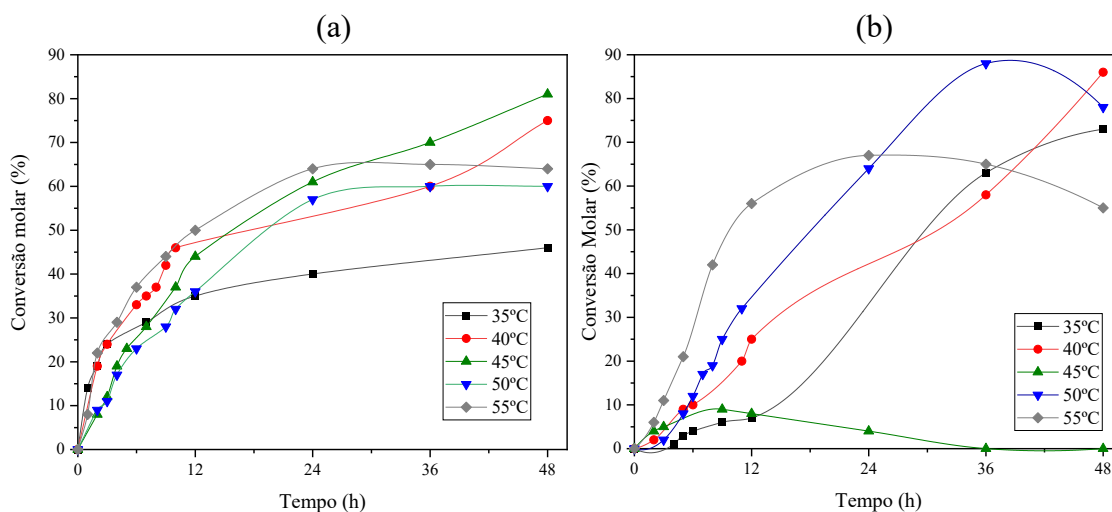 (a)
90
80
70
60
50
40
30
20
10
0
Conversão molar (%)
35ºC
40ºC
45ºC
50ºC
55ºC
0 12 24 36 48
Tempo (h)
(b)
90
80
70
60
50
40
30
20
10
0
Conversão Molar (%)
35ºC
40ºC
45ºC
50ºC
55ºC
0 12 24 36 48
Tempo (h)